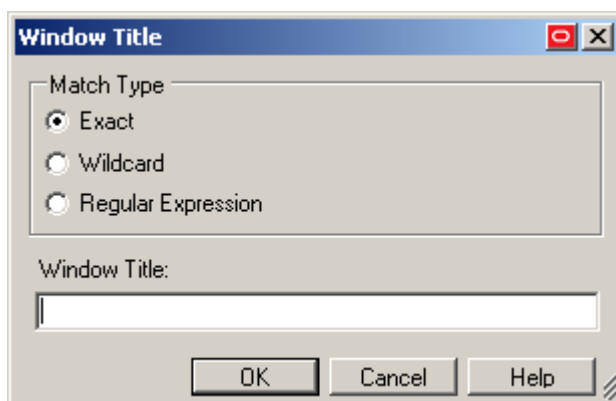 Window Title
Match Type
Exact
Wildcard
Regular Expression
Window Title:
OK Cancel Help